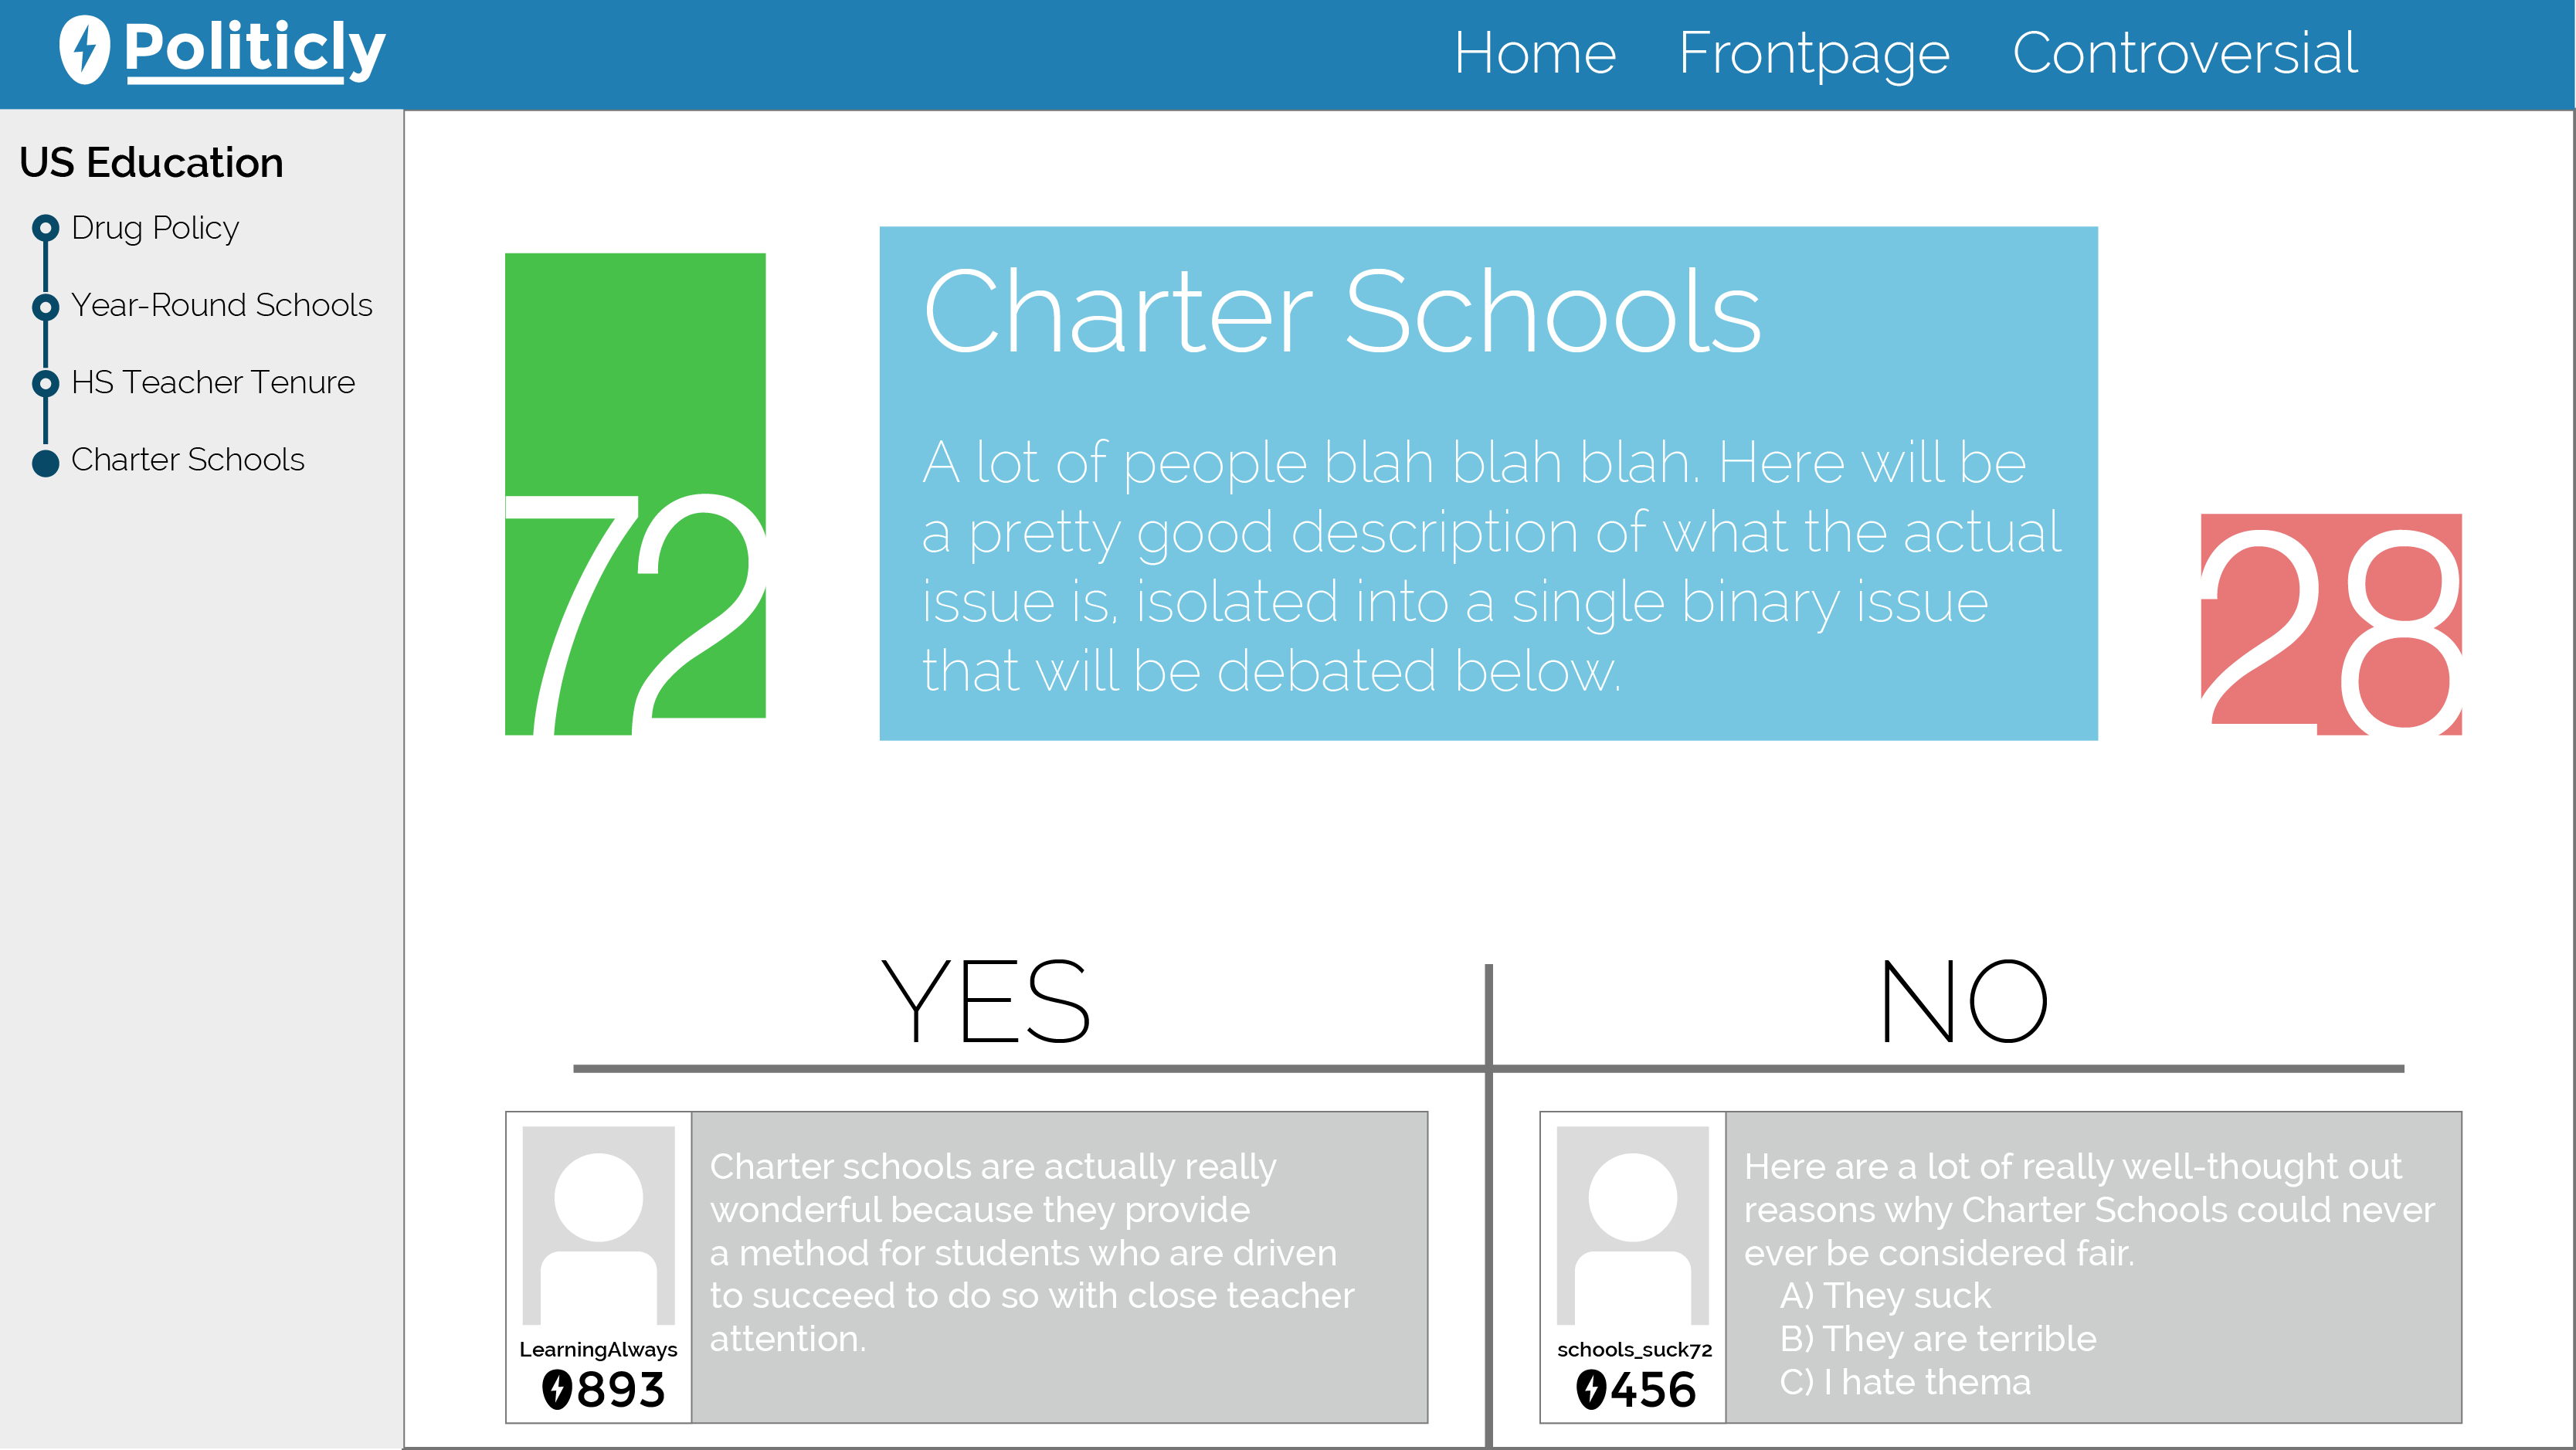 Politicly
Home Frontpage Controversial
US Education
Drug Policy
Year-Round Schools
HS Teacher Tenure
Charter Schools
72
Charter Schools
A lot of people blah blah blah. Here will be
a pretty good description of what the actual
issue is, isolated into a single binary issue
that will be debated below.
28
YES
NO
Charter schools are actually really
wonderful because they provide
a method for students who are driven
to succeed to do so with close teacher
attention.
LearningAlways
893
Here are a lot of really well-thought out
reasons why Charter Schools could never
ever be considered fair.
A) They suck
B) They are terrible
C) I hate thema
schools_suck72
456